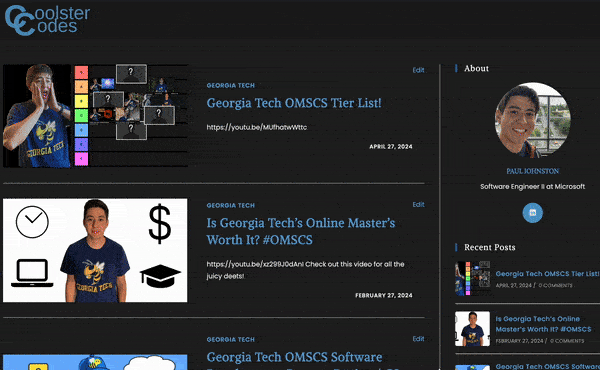 Coolster
Codes
Edit
GEORGIA TECH
Georgia Tech OMSCS Tier List!
https://youtu.be/MUfhatwWttc
APRIL 27, 2024
Edit
GEORGIA TECH
Is Georgia Tech's Online Master's
Worth It? #OMSCS
https://youtu.be/xz299J0dAnI Check out this video for all the
juicy deets!
FEBRUARY 27, 2024
Edit
GEORGIA TECH
Georgia Tech OMSCS Software
About
PAUL JOHNSTON
Software Engineer II at Microsoft
Recent Posts
Georgia Tech OMSCS Tier List!
APRIL 27, 2024 / 0 COMMENTS
Is Georgia Tech's Online
Master's Worth It? #OMSCS
FEBRUARY 27, 2024 / 0 COMMENTS
Georgia Tech OMSCS
GEORGIA TECH
?
?
?
?
$
GEORGIA TECH